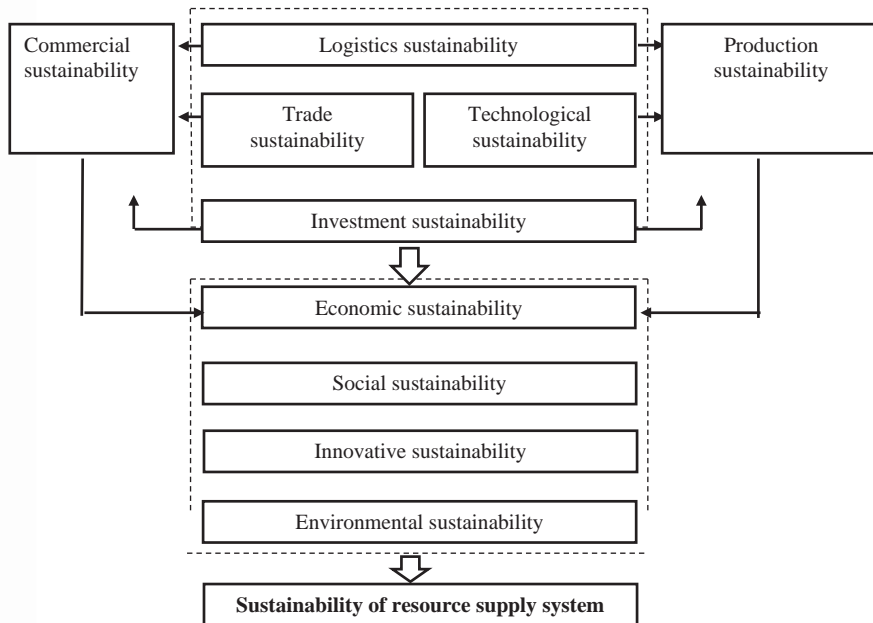 Commercial
sustainability
Logistics sustainability
Production
sustainability
Trade
sustainability
Technological
sustainability
Investment sustainability
Economic sustainability
Social sustainability
Innovative sustainability
Environmental sustainability
Sustainability of resource supply system